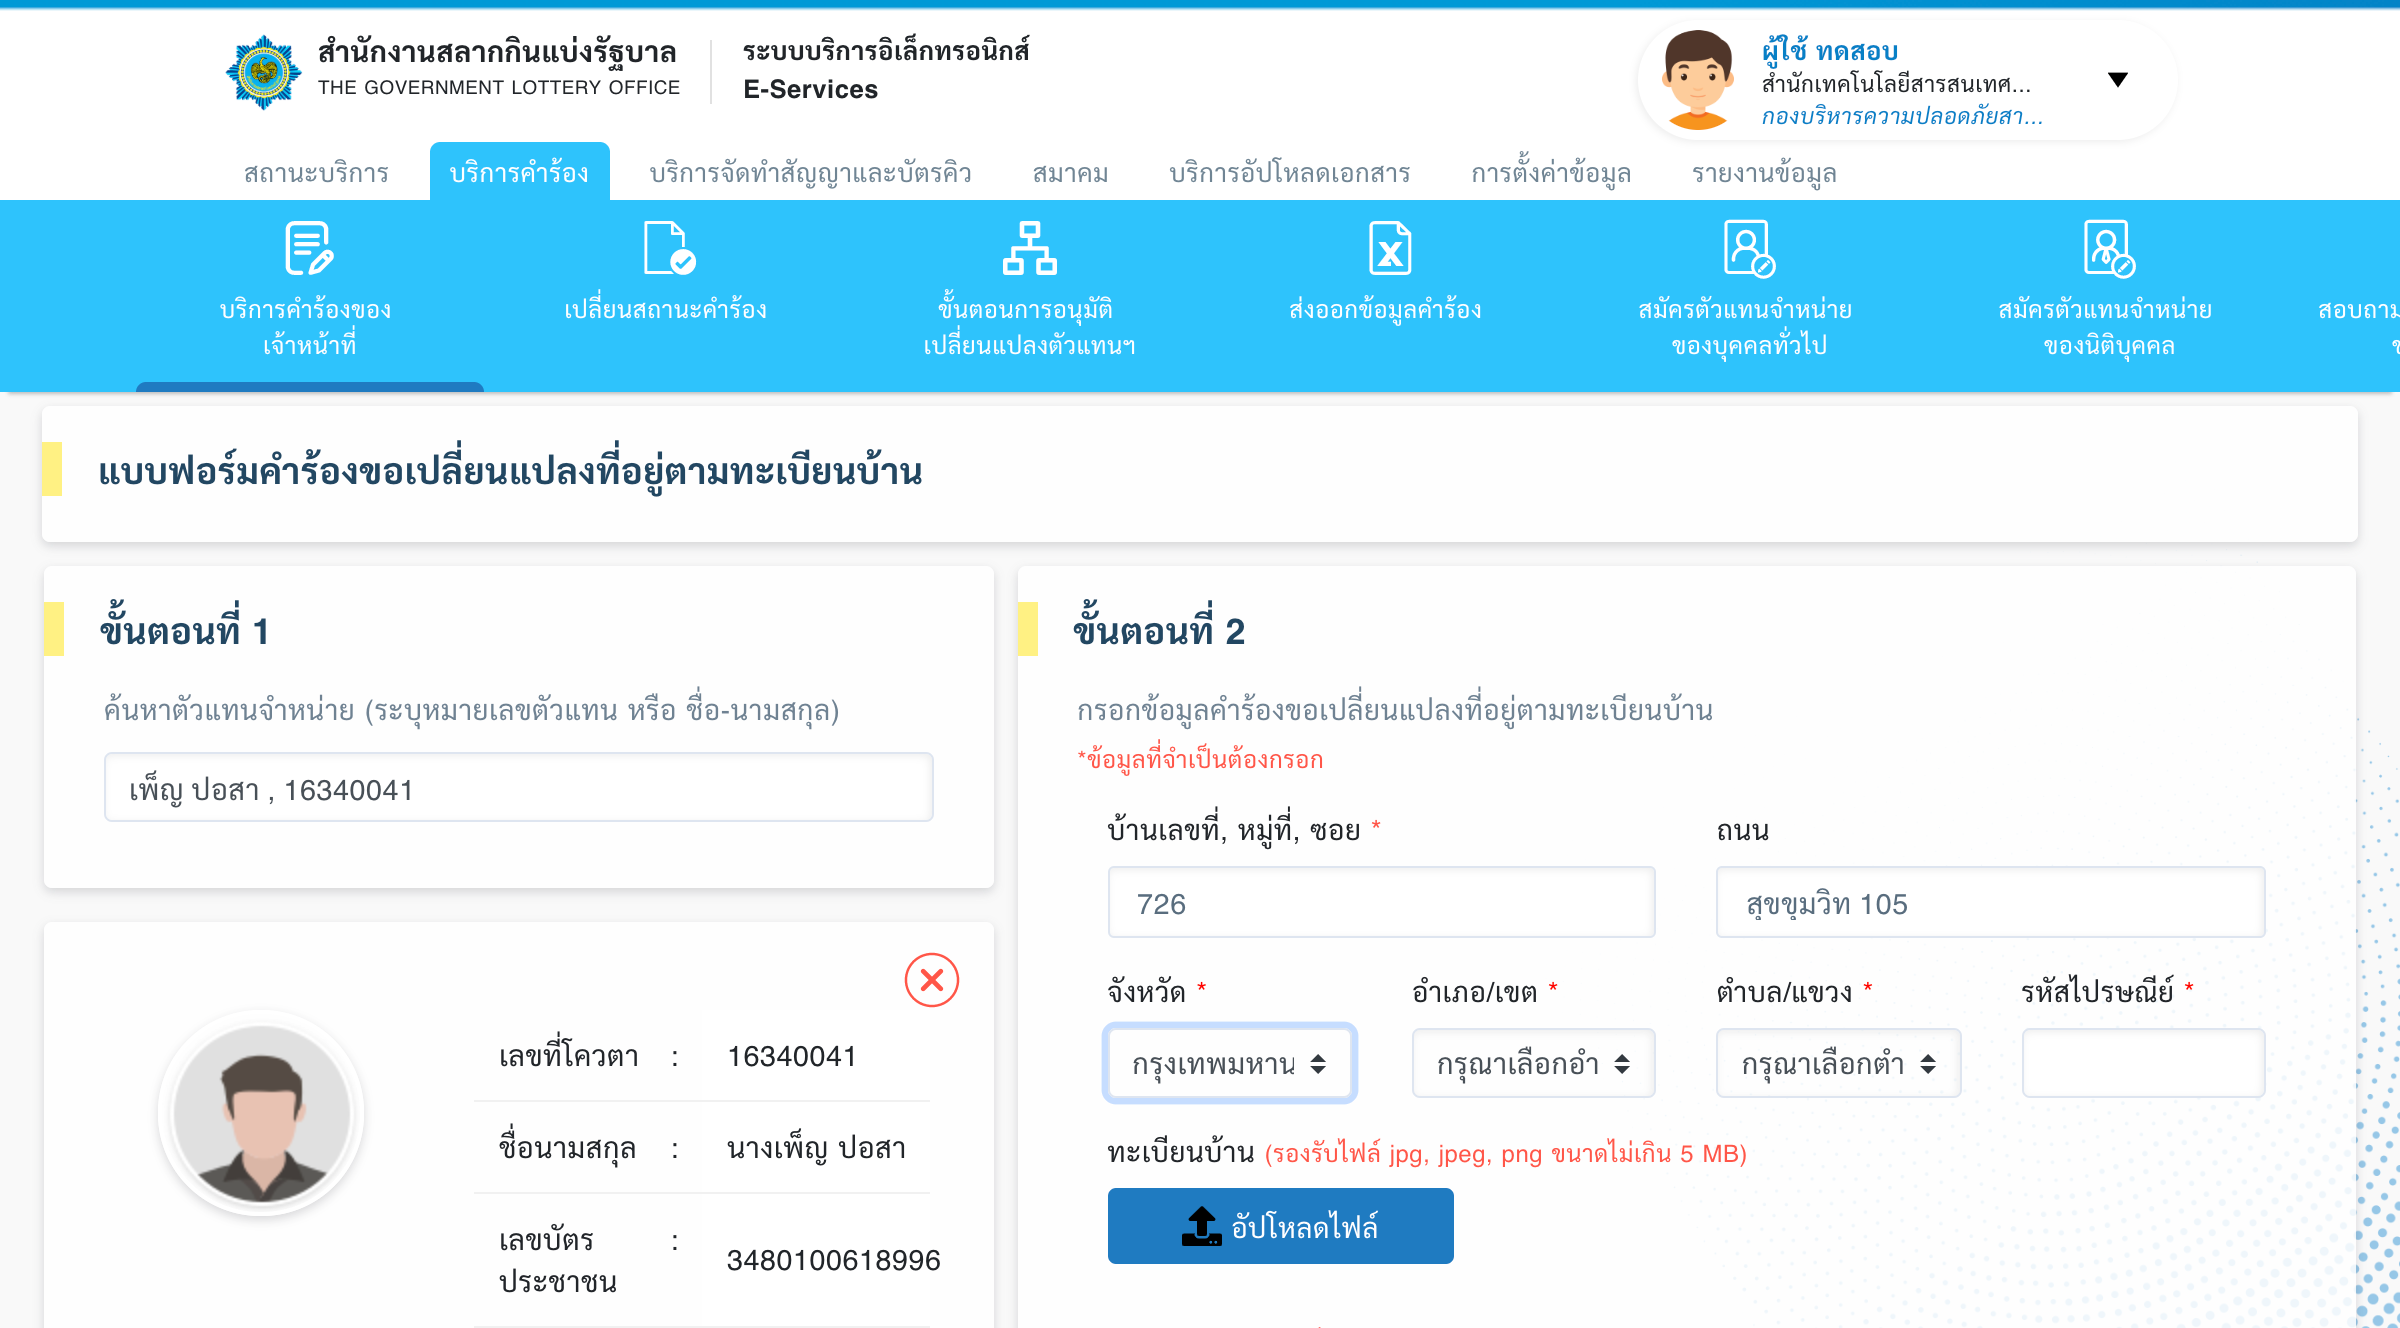 สำนักงานสลากกินแบ่งรัฐบาล
THE GOVERNMENT LOTTERY OFFICE
ระบบบริการอิเล็กทรอนิกส์
E-Services
ผู้ใช้ ทดสอบ
สำนักเทคโนโลยีสารสนเทศ...
กองบริหารความปลอดภัยสา...
สถานะบริการ
บริการคำร้อง
บริการจัดทำสัญญาและบัตรคิว
สมาคม
บริการอัปโหลดเอกสาร
การตั้งค่าข้อมูล
รายงานข้อมูล
บริการคำร้องของ
เจ้าหน้าที่
เปลี่ยนสถานะคำร้อง
ขั้นตอนการอนุมัติ
เปลี่ยนแปลงตัวแทนฯ
ส่งออกข้อมูลคำร้อง
สมัครตัวแทนจำหน่าย
ของบุคคลทั่วไป
สมัครตัวแทนจำหน่าย
ของนิติบุคคล
สอบถาม
แบบฟอร์มคำร้องขอเปลี่ยนแปลงที่อยู่ตามทะเบียนบ้าน
ขั้นตอนที่ 1
ค้นหาตัวแทนจำหน่าย (ระบุหมายเลขตัวแทน หรือ ชื่อ-นามสกุล)
เพ็ญ ปอสา , 16340041
เลขที่โควตา : 16340041
ชื่อนามสกุล : นางเพ็ญ ปอสา
เลขบัตร
ประชาชน : 3480100618996
ขั้นตอนที่ 2
กรอกข้อมูลคำร้องขอเปลี่ยนแปลงที่อยู่ตามทะเบียนบ้าน
*ข้อมูลที่จำเป็นต้องกรอก
บ้านเลขที่, หมู่ที่, ซอย *
ถนน
726
สุขขุมวิท 105
จังหวัด *
อำเภอ/เขต *
ตำบล/แขวง *
รหัสไปรษณีย์ *
กรุงเทพมหาน
กรุณาเลือกอำ
กรุณาเลือกตำ
ทะเบียนบ้าน (รองรับไฟล์ jpg, jpeg, png ขนาดไม่เกิน 5 MB)
อัปโหลดไฟล์